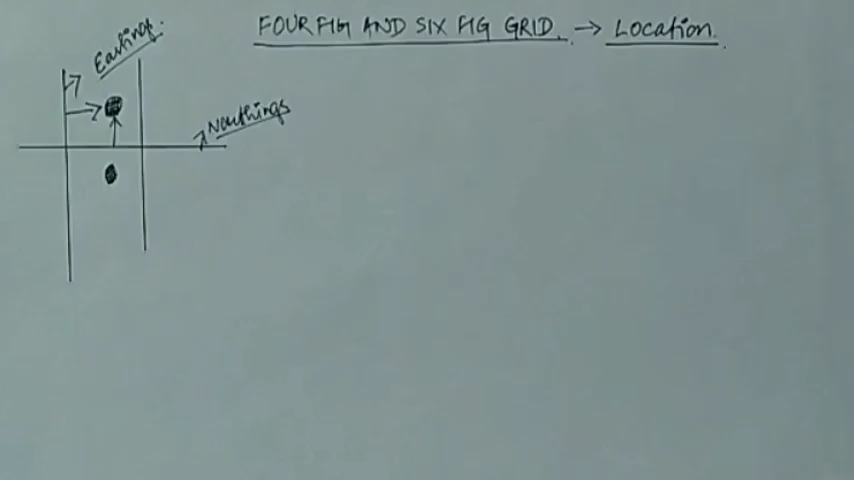 FOUR FIG AND SIX FIG GRID. → Location.
Eastings.
Northings